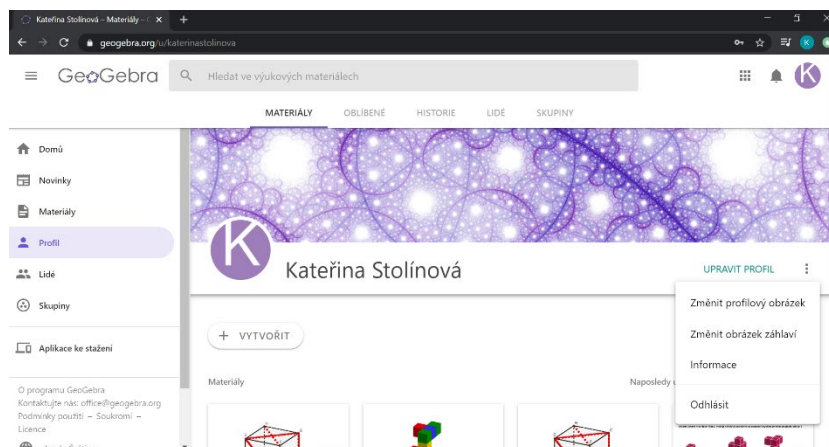 Kateřina Stolínová – Materiály –
geogebra.org/u/katerinastolinova
K
GeoGebra
Hledat ve výukových materiálech
K
MATERIÁLY
OBLÍBENÉ
HISTORIE
LIDÉ
SKUPINY
Domů
Novinky
Materiály
Profil
Lidé
Skupiny
Aplikace ke stažení
O programu GeoGebra
Kontaktujte nás: office@geogebra.org
Podmínky použití – Soukromí –
Licence
K
Kateřina Stolínová
UPRAVIT PROFIL
Změnit profilový obrázek
Změnit obrázek záhlaví
Informace
Odhlásit
+ VYTVOŘIT
Materiály
Naposledy